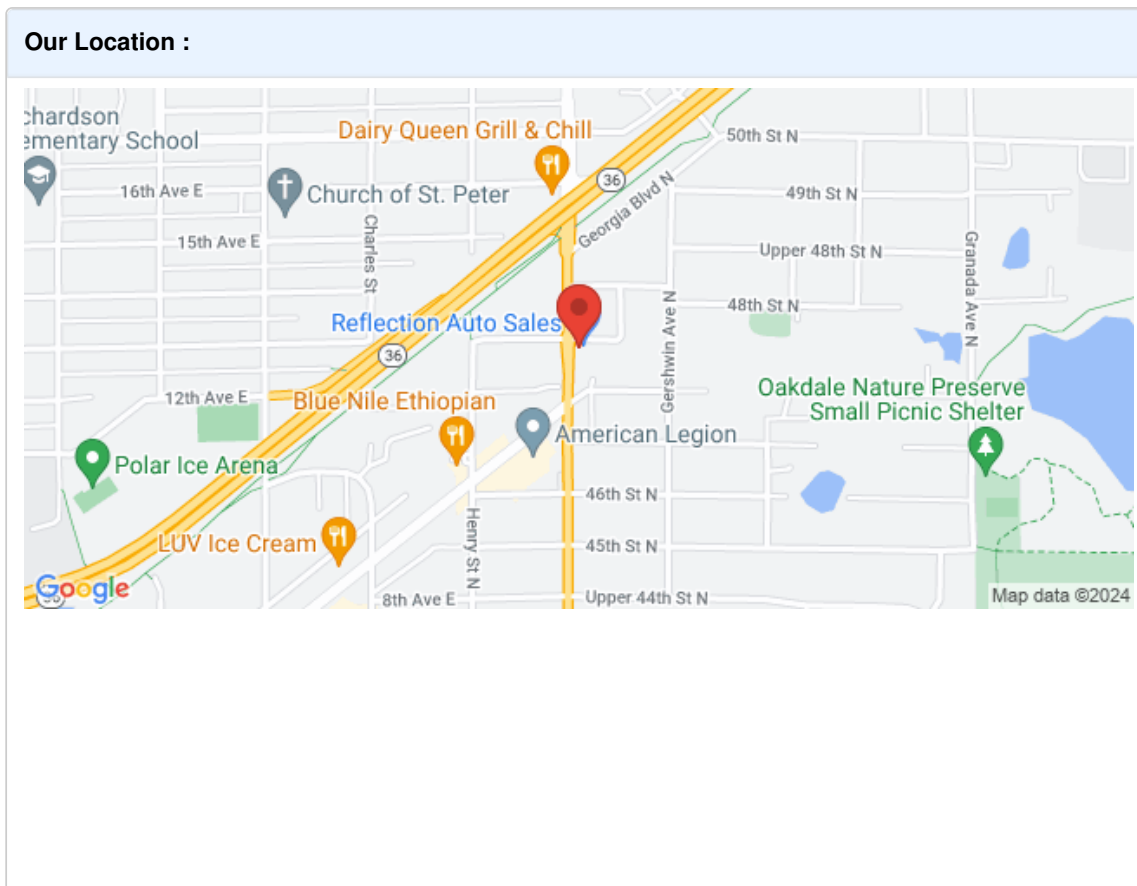 Our Location :
chardson
ementary School
Dairy Queen Grill & Chill
50th St N
36
16th Ave E
Church of St. Peter
49th St N
Georgia Blvd N
Charles St
15th Ave E
Upper 48th St N
Granada Ave N
Gershwin Ave N
48th St N
Reflection Auto Sales
36
12th Ave E
Blue Nile Ethiopian
Oakdale Nature Preserve
Small Picnic Shelter
American Legion
Polar Ice Arena
46th St N
Henry St N
LUV Ice Cream
45th St N
Google
36
8th Ave E
Upper 44th St N
Map data ©2024